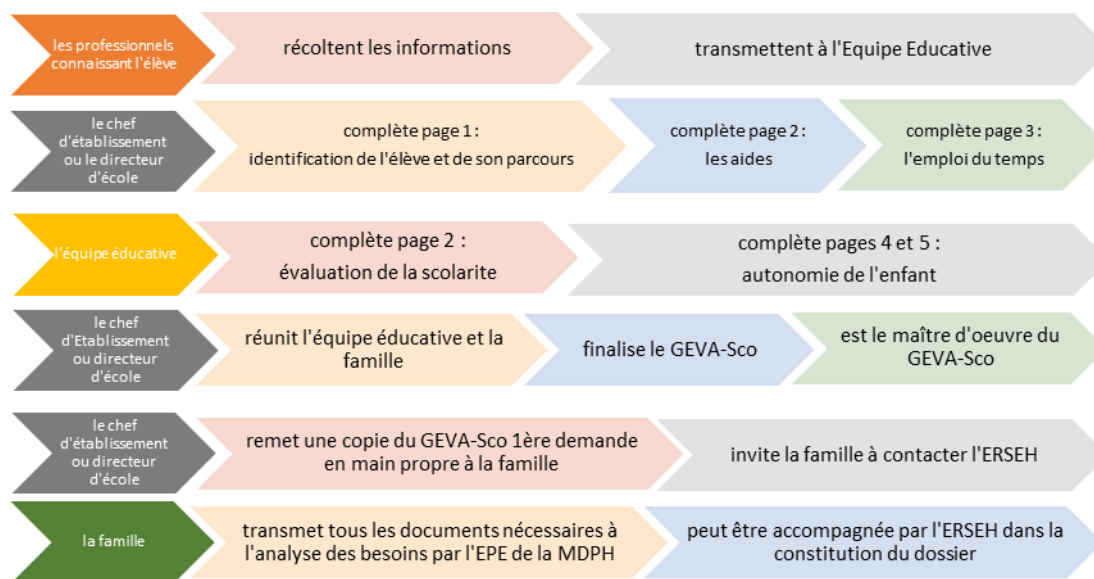 les professionnels
connaissant l'élève
récoltent les informations
transmettent à l'Equipe Educative
le chef
d'établissement
ou le directeur
d'école
complète page 1 :
identification de l'élève et de son parcours
complète page 2 :
les aides
complète page 3 :
l'emploi du temps
l'équipe éducative
complète page 2 :
évaluation de la scolarite
complète pages 4 et 5 :
autonomie de l'enfant
le chef
d'Etablissement
ou directeur
d'école
réunit l'équipe éducative et la
famille
finalise le GEVA-Sco
est le maître d'oeuvre du
GEVA-Sco
le chef
d'établissement
ou directeur
d'école
remet une copie du GEVA-Sco 1ère demande
en main propre à la famille
invite la famille à contacter l'ERSEH
la famille
transmet tous les documents nécessaires à
l'analyse des besoins par l'EPE de la MDPH
peut être accompagnée par l'ERSEH dans la
constitution du dossier